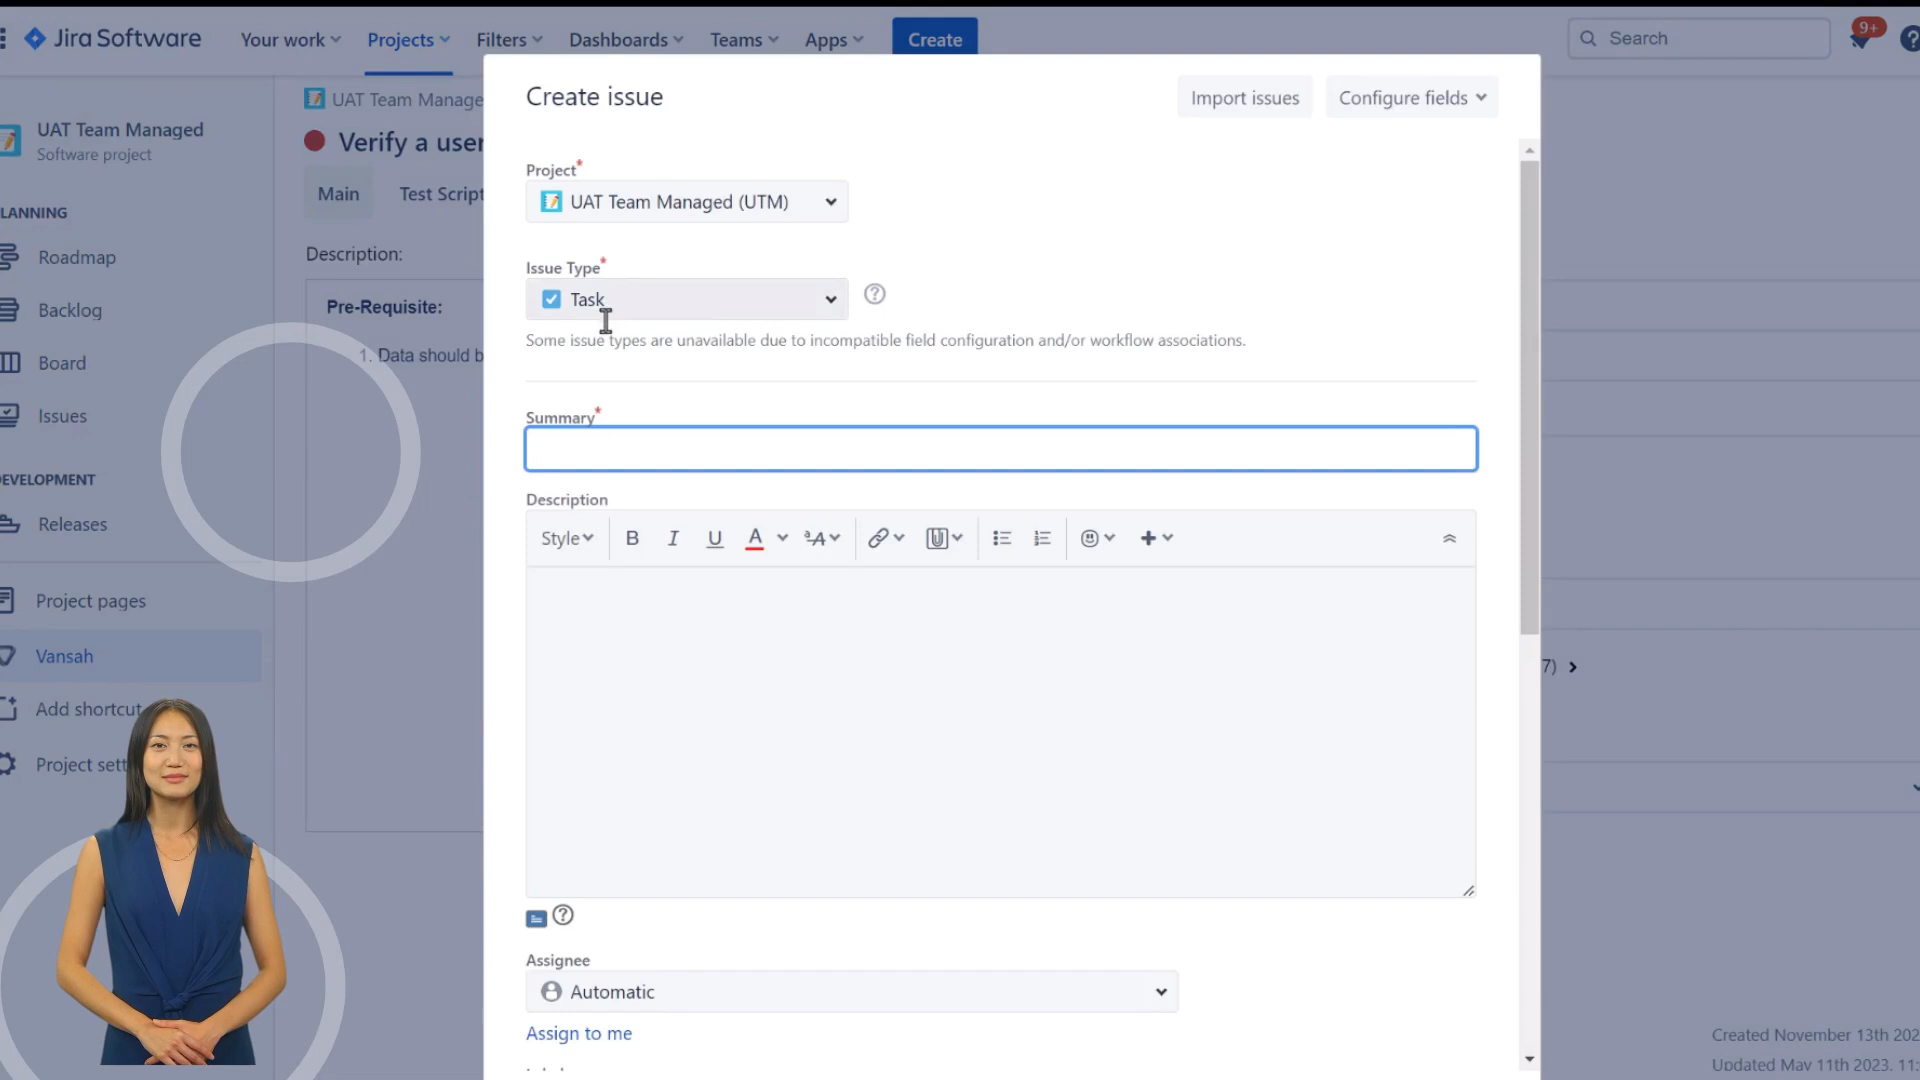 Jira Software
Your work
Projects
Filters
Dashboards
Teams
Apps
Create
Search
9+
UAT Team Managed
Software project
LANNING
Roadmap
Backlog
Board
Issues
EVELOPMENT
Releases
Project pages
Vansah
Add shortcut
Project sett
UAT Team Manage
Verify a user
Main
Test Script
Description:
Pre-Requisite:
1. Data should b
Create issue
Import issues
Configure fields
Project*
UAT Team Managed (UTM)
Issue Type*
Task
Some issue types are unavailable due to incompatible field configuration and/or workflow associations.
Summary*
Description
Style
B
I
U
A
ªA
Assignee
Automatic
Assign to me
7)
Created November 13th 202
Updated May 11th 2023, 11: